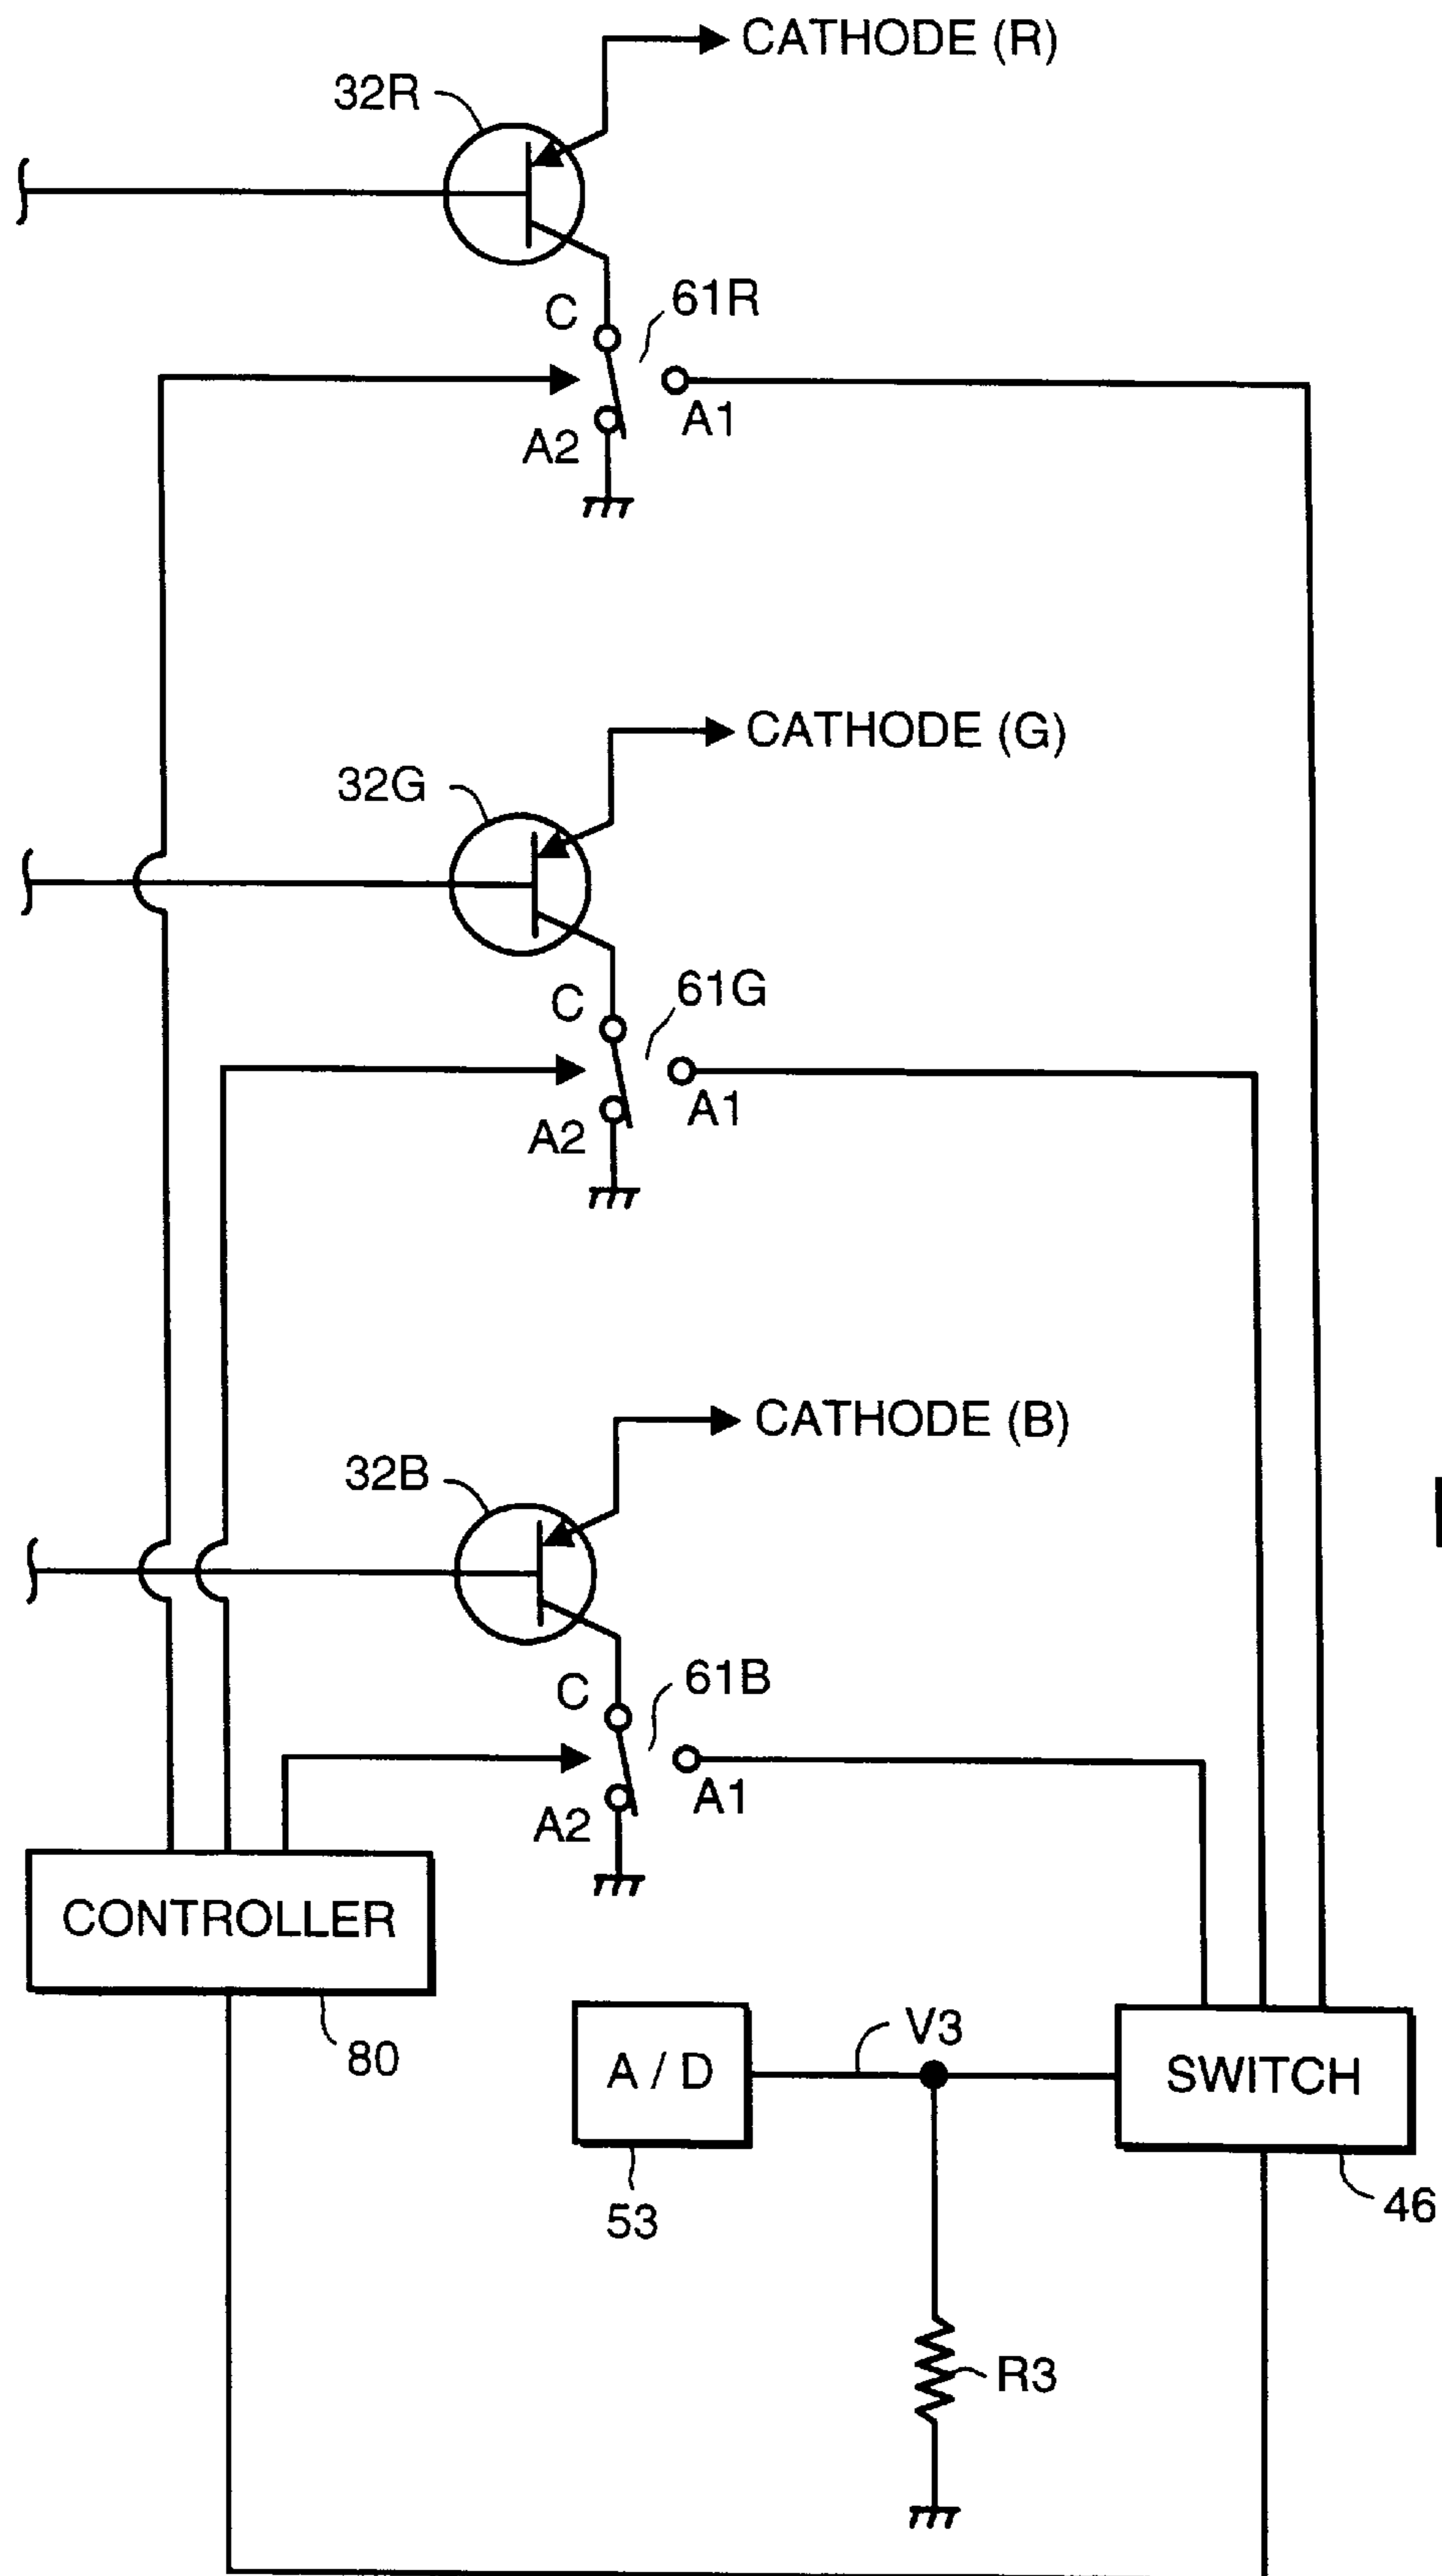 CATHODE (R)
32R
C
61R
A1
A2
CATHODE (G)
32G
C
61G
A1
A2
CATHODE (B)
32B
C
61B
A1
A2
CONTROLLER
80
V3
A / D
SWITCH
53
46
R3